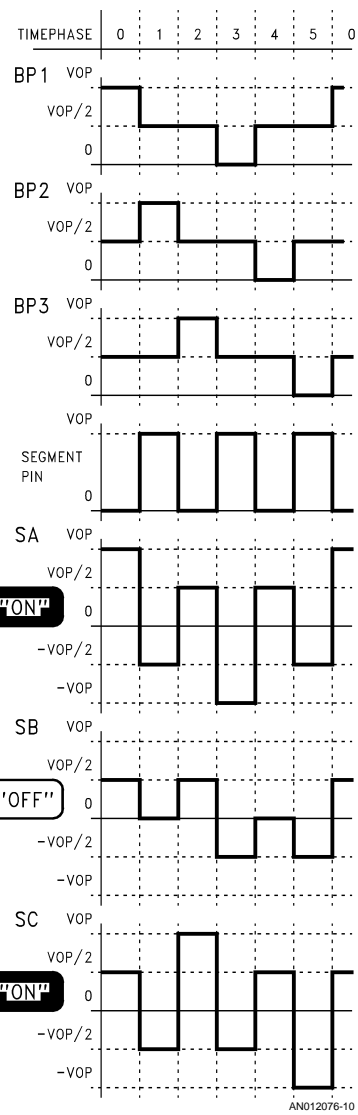 TIMEPHASE 0 1 2 3 4 5 0
BP1 VOP
VOP/2
0
BP2 VOP
VOP/2
0
BP3 VOP
VOP/2
0
VOP
SEGMENT
PIN
0
SA VOP
VOP/2
"ON"
0
-VOP/2
-VOP
SB VOP
VOP/2
'OFF"
0
-VOP/2
-VOP
SC VOP
VOP/2
"ON"
0
-VOP/2
-VOP
AN012076-10